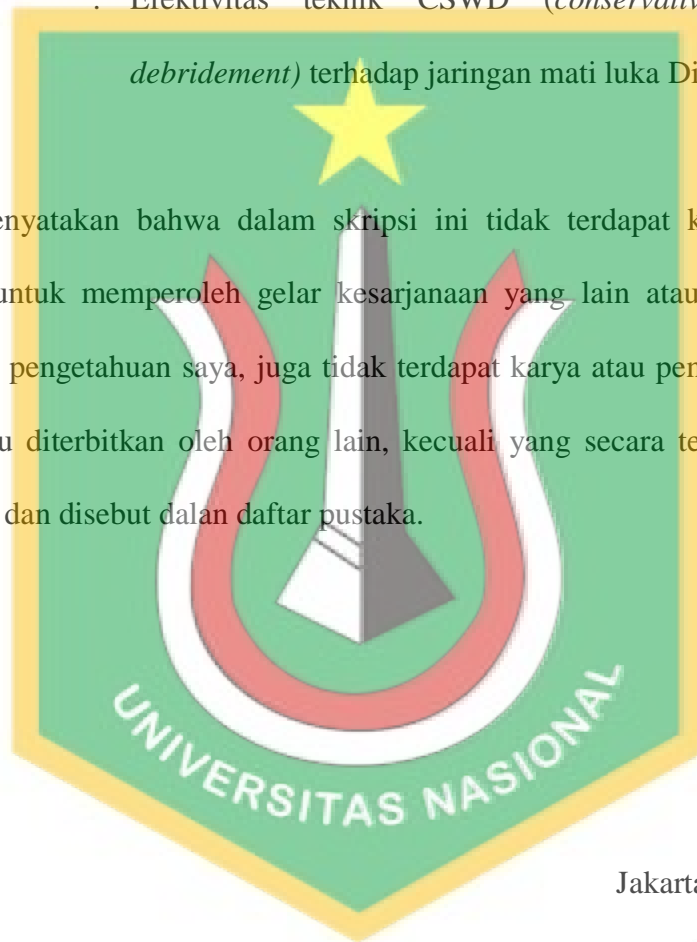 : Efektivitas teknik CSWD (conservativ
debridement) terhadap jaringan mati luka Di
enyatakan bahwa dalam skripsi ini tidak terdapat k
untuk memperoleh gelar kesarjanaan yang lain atau
pengetahuan saya, juga tidak terdapat karya atau pen
u diterbitkan oleh orang lain, kecuali yang secara te
dan disebut dalan daftar pustaka.
UNIVERSITAS NASIONAL
Jakarta